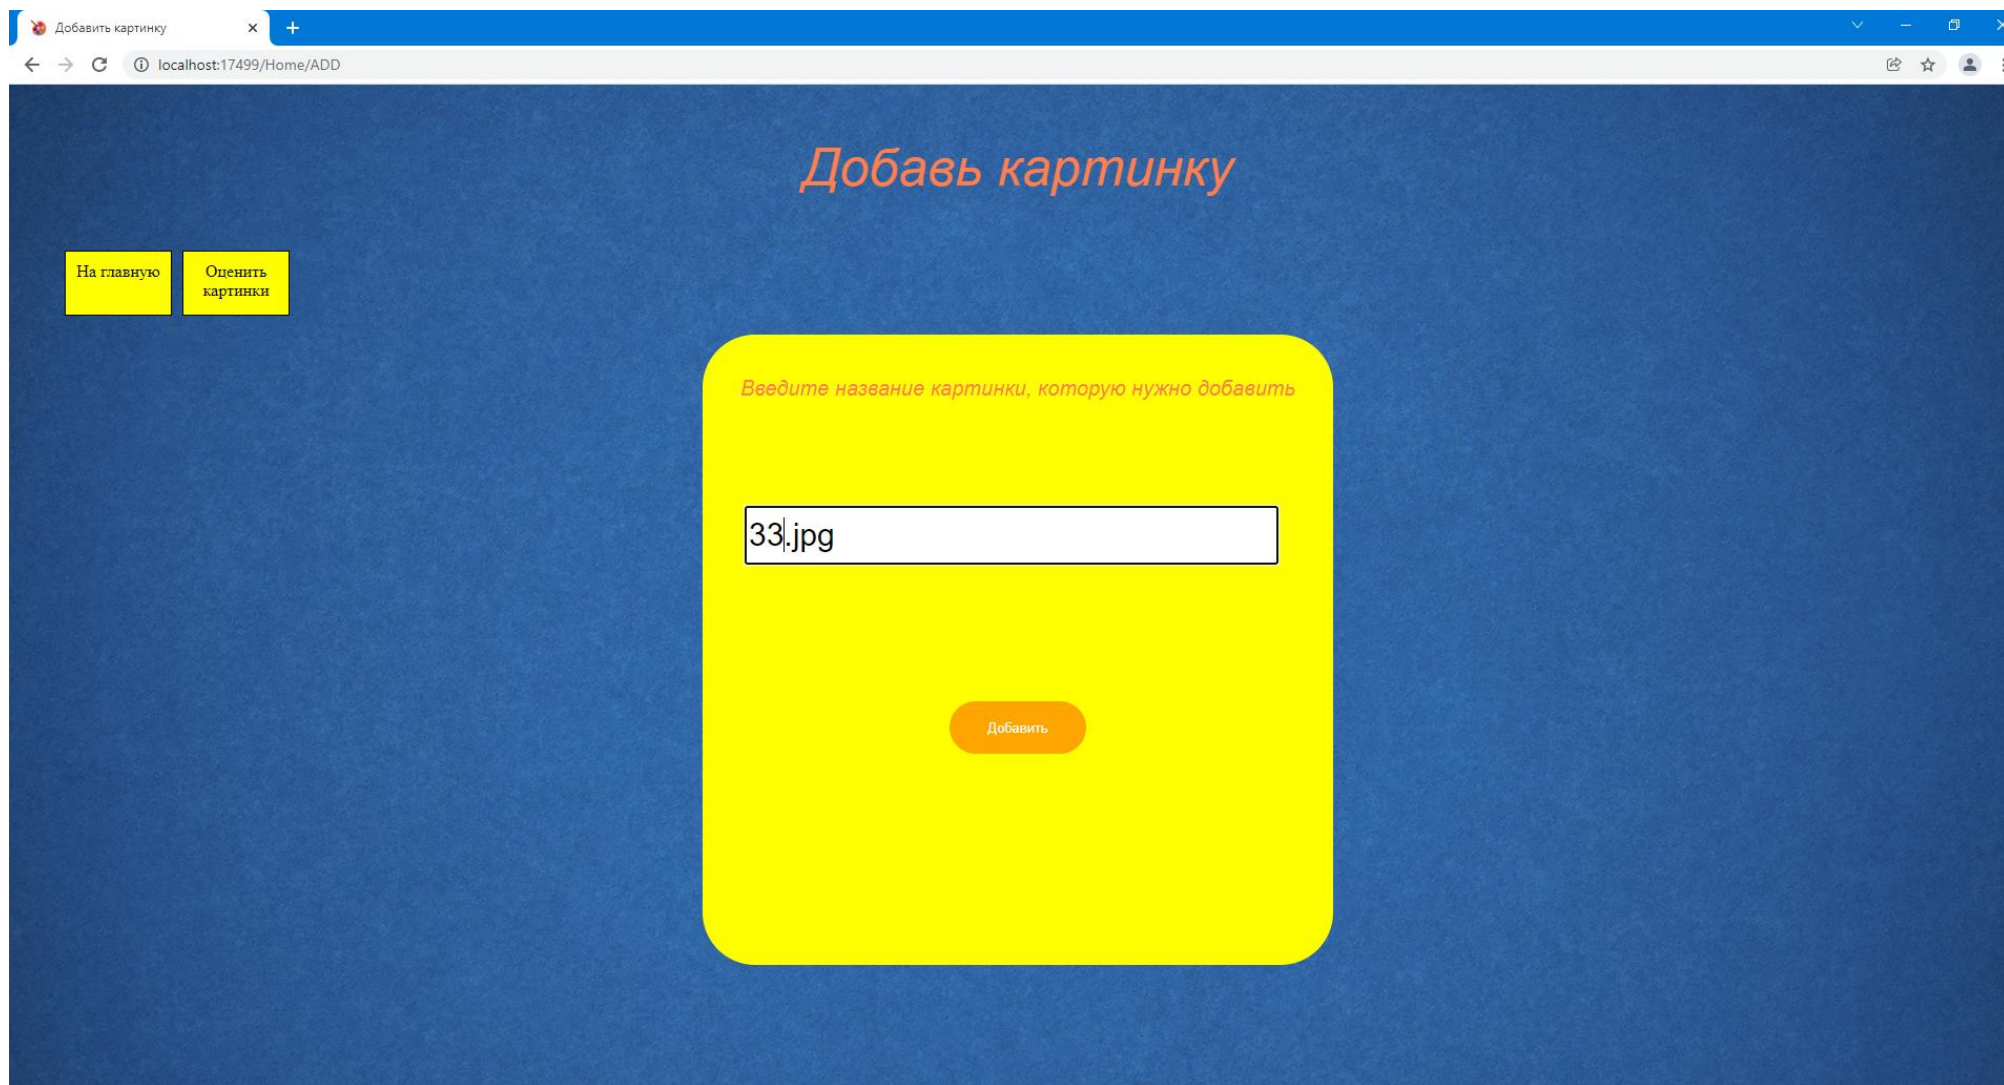 Добавить картинку
localhost:17499/Home/ADD
Добавь картинку
На главную
Оценить
картинки
Введите название картинки, которую нужно добавить
33.jpg
Добавить